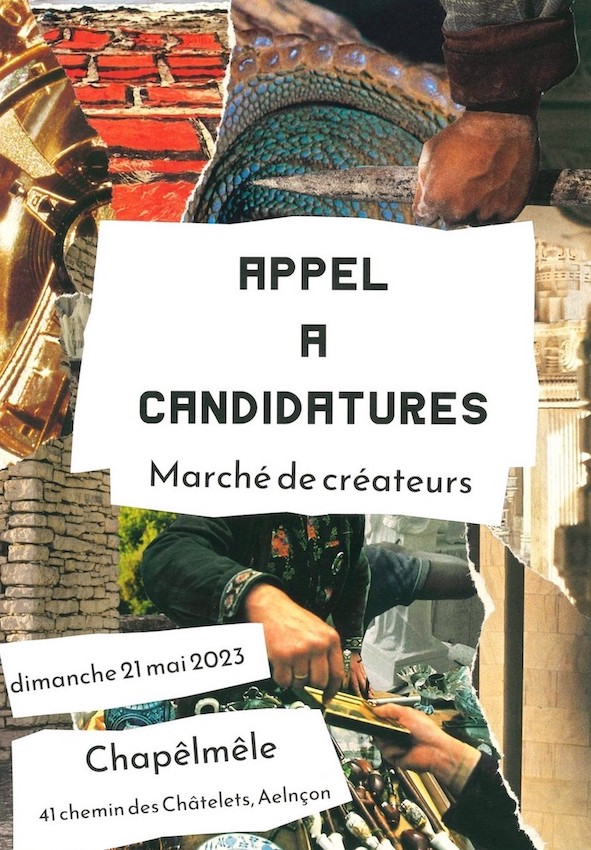 APPEL
A
CANDIDATURES
Marché de créateurs
dimanche 21 mai 2023
Chapêlmêle
41 chemin des Châtelets, Aelnçon